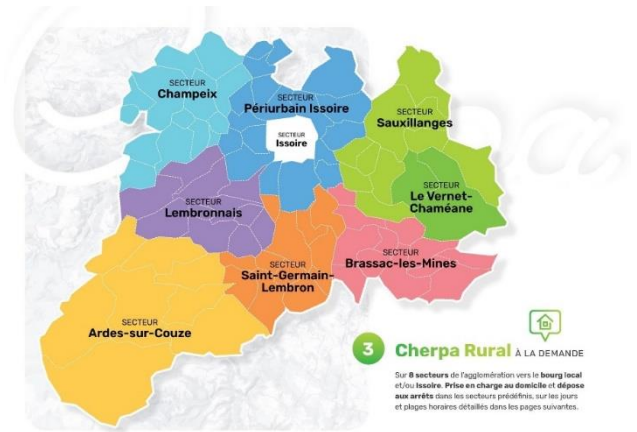 SECTEUR
Champeix
SECTEUR
Périurbain Issoire
SECTEUR
Issoire
SECTEUR
Sauxillanges
SECTEUR
Le Vernet-
Chaméane
SECTEUR
Lembronnais
SECTEUR
Saint-Germain-
Lembron
SECTEUR
Brassac-les-Mines
SECTEUR
Ardes-sur-Couze
3 Cherpa Rural À LA DEMANDE
Sur 8 secteurs de l'agglomération vers le bourg local
et/ou Issoire. Prise en charge au domicile et dépose
aux arrêts dans les secteurs prédéfinis, sur les jours
et plages horaires détaillés dans les pages suivantes.